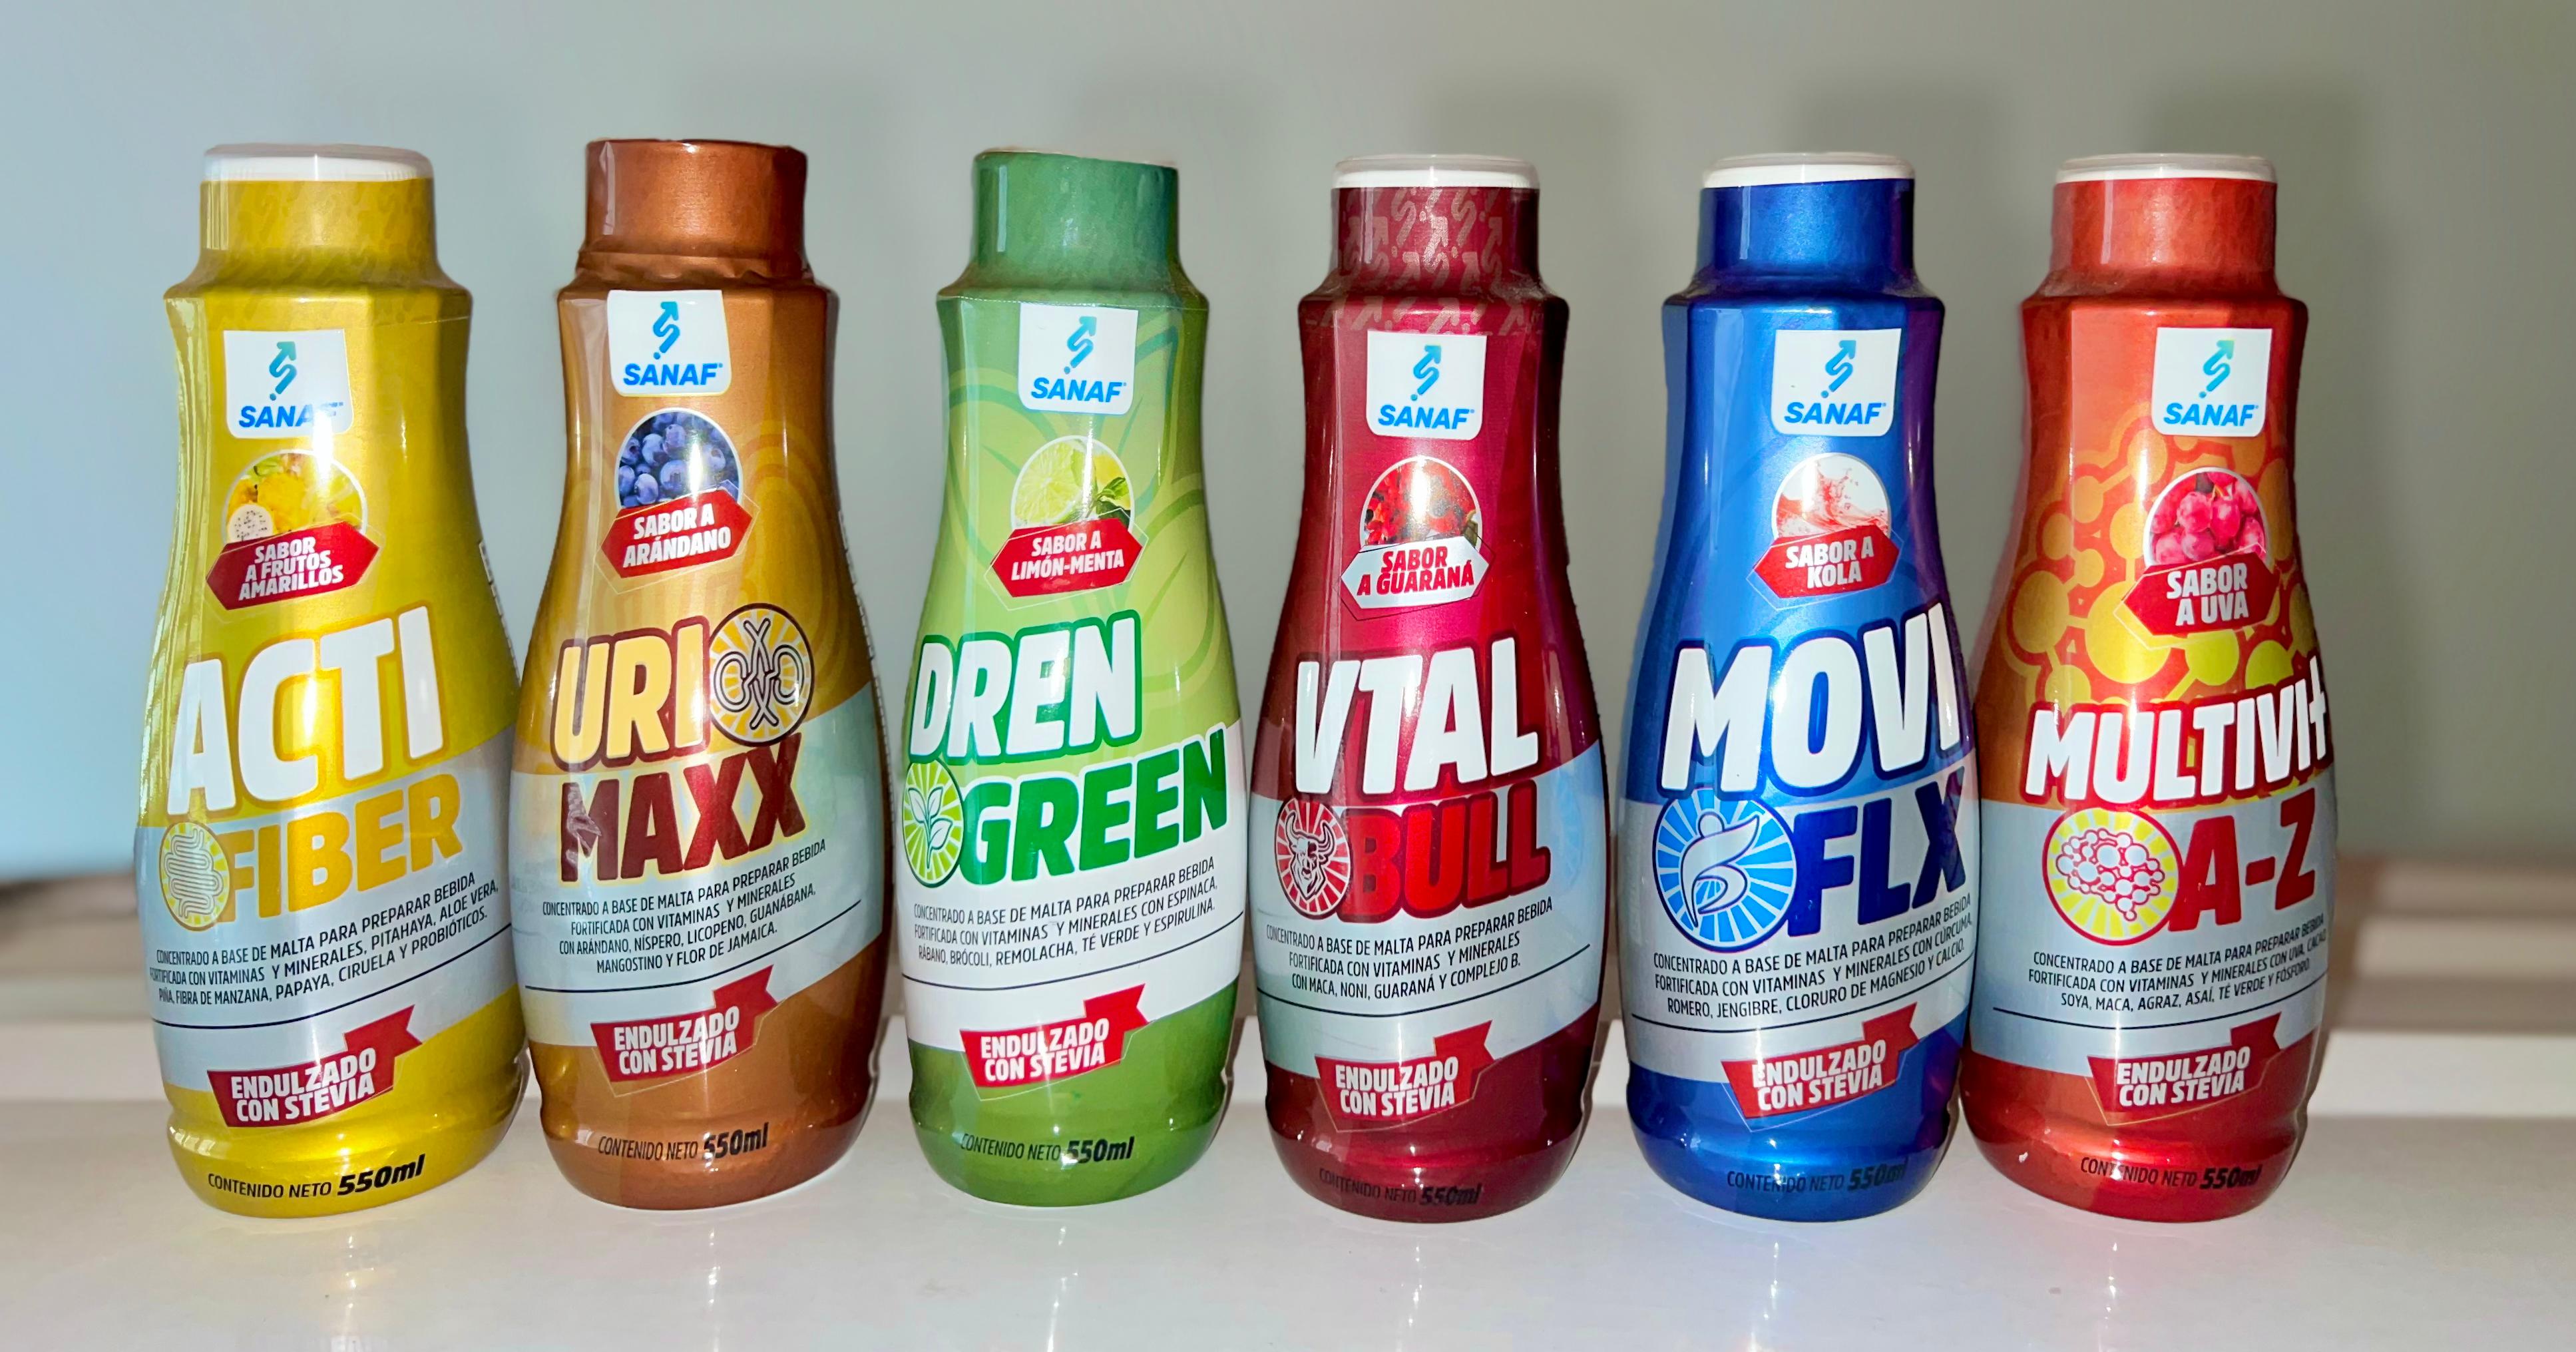 SANAF
SABOR
A FRUTOS
AMARILLOS
ACTI
FIBER
CONCENTRADO A BASE DE MALTA PARA PREPARAR BEBIDA
FORTIFICADA CON VITAMINAS Y MINERALES, PITAHAYA, ALOE VERA,
PIÑA, FIBRA DE MANZANA, PAPAYA, CIRUELA Y PROBIÓTICOS.
ENDULZADO
CON STEVIA
CONTENIDO NETO 550ml
SANAF
SABOR A
ARÁNDANO
URI
MAXX
CONCENTRADO A BASE DE MALTA PARA PREPARAR BEBIDA
FORTIFICADA CON VITAMINAS Y MINERALES
CON ARÁNDANO, NÍSPERO, LICOPENO, GUANÁBANA,
MANGOSTINO Y FLOR DE JAMAICA.
ENDULZADO
CON STEVIA
CONTENIDO NETO 550ml
SANAF
SABOR A
LIMÓN-MENTA
DREN
GREEN
CONCENTRADO A BASE DE MALTA PARA PREPARAR BEBIDA
FORTIFICADA CON VITAMINAS Y MINERALES CON ESPINACA,
RÁBANO, BRÓCOLI, REMOLACHA, TÉ VERDE Y ESPIRULINA.
ENDULZADO
CON STEVIA
CONTENIDO NETO 550ml
SANAF
SABOR
A GUARANÁ
VTAL
BULL
CONCENTRADO A BASE DE MALTA PARA PREPARAR BEBIDA
FORTIFICADA CON VITAMINAS Y MINERALES
CON MACA, NONI, GUARANÁ Y COMPLEJO B.
ENDULZADO
CON STEVIA
CONTENIDO NETO 550ml
SANAF
SABOR A
KOLA
MOVI
FLX
CONCENTRADO A BASE DE MALTA PARA PREPARAR BEBIDA
FORTIFICADA CON VITAMINAS Y MINERALES CON CÚRCUMA,
ROMERO, JENGIBRE, CLORURO DE MAGNESIO Y CALCIO.
ENDULZADO
CON STEVIA
CONTENIDO NETO 550ml
SANAF
SABOR
A UVA
MULTIVIT
A-Z
CONCENTRADO A BASE DE MALTA PARA PREPARAR BEBIDA
FORTIFICADA CON VITAMINAS Y MINERALES CON UVA, CACAO,
SOYA, MACA, AGRAZ, ASAÍ, TÉ VERDE Y FÓSFORO.
ENDULZADO
CON STEVIA
CONTENIDO NETO 550ml